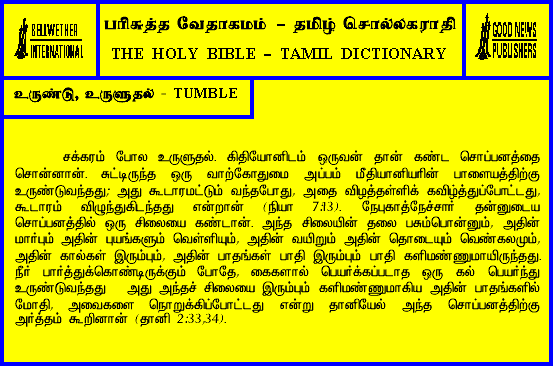 BELLWETHER
INTERNATIONAL
பரிசுத்த வேதாகமம் – தமிழ் சொல்லகராதி
THE HOLY BIBLE – TAMIL DICTIONARY
GOOD NEWS
PUBLISHERS
உருண்டு, உருளுதல் - TUMBLE
சக்கரம் போல உருளுதல். கிதியோனிடம் ஒருவன் தான் கண்ட சொப்பனத்தை
சொன்னான். சுட்டிருந்த ஒரு வாற்கோதுமை அப்பம் மீதியானியரின் பாளையத்திற்கு
உருண்டுவந்தது; அது கூடாரமட்டும் வந்தபோது, அதை விழத்தள்ளிக் கவிழ்த்துப்போட்டது,
கூடாரம் விழுந்துகிடந்தது என்றான் (நியா 7:13). நேபுகாத்நேச்சார் தன்னுடைய
சொப்பனத்தில் ஒரு சிலையை கண்டான். அந்த சிலையின் தலை பசும்பொன்னும், அதின்
மார்பும் அதின் புயங்களும் வெள்ளியும், அதின் வயிறும் அதின் தொடையும் வெண்கலமும்,
அதின் கால்கள் இரும்பும், அதின் பாதங்கள் பாதி இரும்பும் பாதி களிமண்ணுமாயிருந்தது.
நீர் பார்த்துக்கொண்டிருக்கும் போதே, கைகளால் பெயர்க்கப்படாத ஒரு கல் பெயர்ந்து
உருண்டுவந்தது அது அந்தச் சிலையை இரும்பும் களிமண்ணுமாகிய அதின் பாதங்களில்
மோதி, அவைகளை நொறுக்கிப்போட்டது என்று தானியேல் அந்த சொப்பனத்திற்கு
அர்த்தம் கூறினான் (தானி 2:33,34).